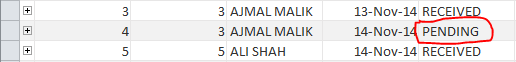 3 3 AJMAL MALIK 13-Nov-14 RECEIVED
4 3 AJMAL MALIK 14-Nov-14 PENDING
5 5 ALI SHAH 14-Nov-14 RECEIVED